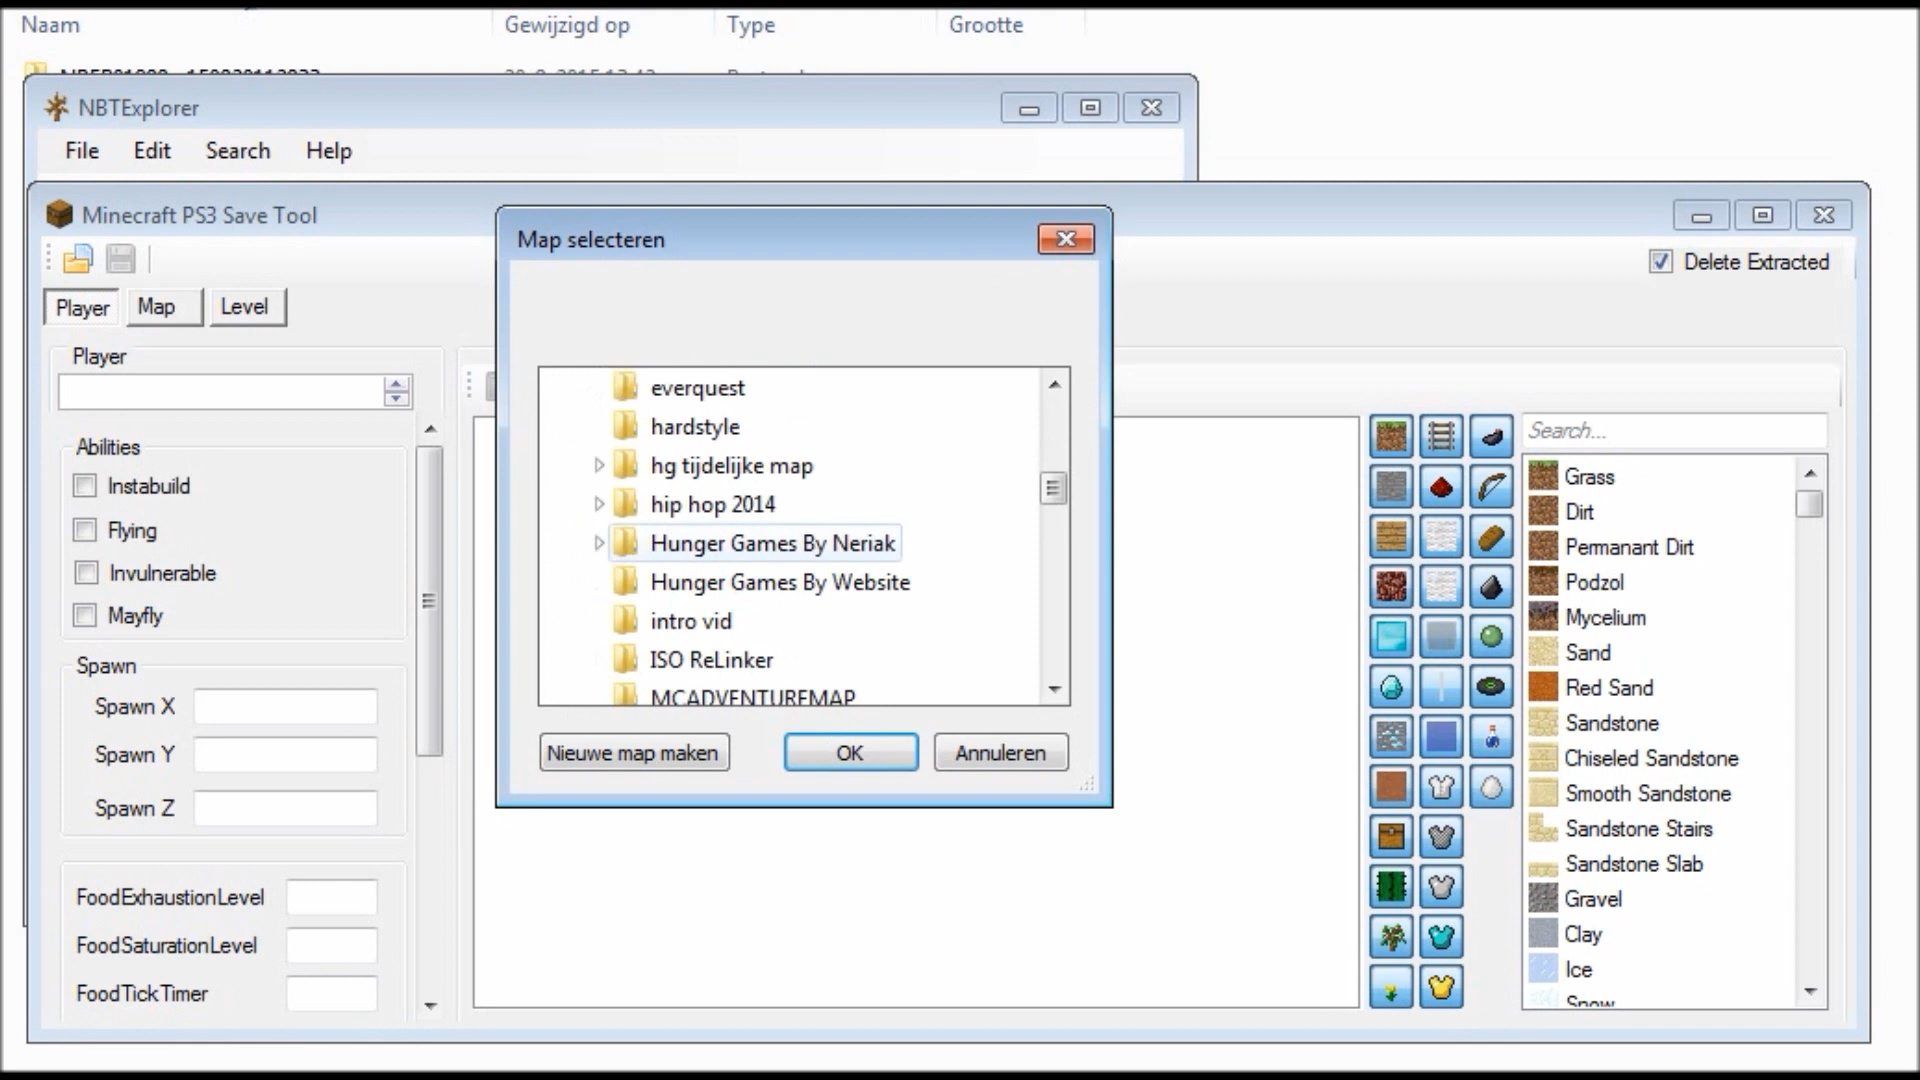 Naam Gewijzigd op Type Grootte
NBTExplorer
File Edit Search Help
Minecraft PS3 Save Tool
Delete Extracted
Player Map Level
Player
Abilities
Instabuild
Flying
Invulnerable
Mayfly
Spawn
Spawn X
Spawn Y
Spawn Z
FoodExhaustionLevel
FoodSaturationLevel
FoodTickTimer
Map selecteren
everquest
hardstyle
hg tijdelijke map
hip hop 2014
Hunger Games By Neriak
Hunger Games By Website
intro vid
ISO ReLinker
MCADVENTUREMAP
Nieuwe map maken OK Annuleren
Search...
Grass
Dirt
Permanant Dirt
Podzol
Mycelium
Sand
Red Sand
Sandstone
Chiseled Sandstone
Smooth Sandstone
Sandstone Stairs
Sandstone Slab
Gravel
Clay
Ice
Snow